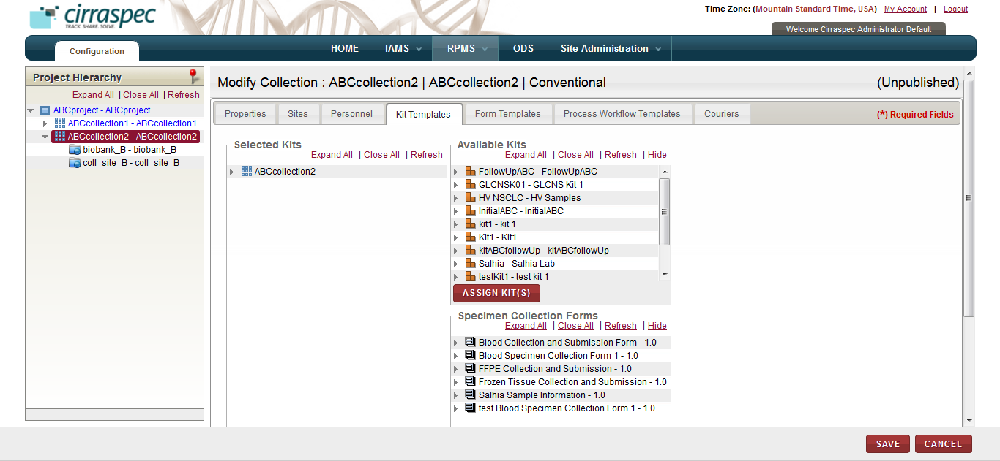 cirraspec
TRACK. SHARE. SOLVE.
Time Zone: (Mountain Standard Time, USA) My Account | Logout
Welcome Cirraspec Administrator Default
Configuration
HOME IAMS RPMS ODS Site Administration
Project Hierarchy
Expand All | Close All | Refresh
ABCproject - ABCproject
ABCcollection1 - ABCcollection1
ABCcollection2 - ABCcollection2
biobank_B - biobank_B
coll_site_B - coll_site_B
Modify Collection : ABCcollection2 | ABCcollection2 | Conventional (Unpublished)
Properties Sites Personnel Kit Templates Form Templates Process Workflow Templates Couriers (*) Required Fields
Selected Kits
Expand All | Close All | Refresh
ABCcollection2
Available Kits
Expand All | Close All | Refresh | Hide
FollowUpABC - FollowUpABC
GLCNSK01 - GLCNS Kit 1
HV NSCLC - HV Samples
InitialABC - InitialABC
kit1 - kit 1
Kit1 - Kit1
kitABCfollowUp - kitABCfollowUp
Salhia - Salhia Lab
testKit1 - test kit 1
ASSIGN KIT(S)
Specimen Collection Forms
Expand All | Close All | Refresh | Hide
Blood Collection and Submission Form - 1.0
Blood Specimen Collection Form 1 - 1.0
FFPE Collection and Submission - 1.0
Frozen Tissue Collection and Submission - 1.0
Salhia Sample Information - 1.0
test Blood Specimen Collection Form 1 - 1.0
SAVE CANCEL